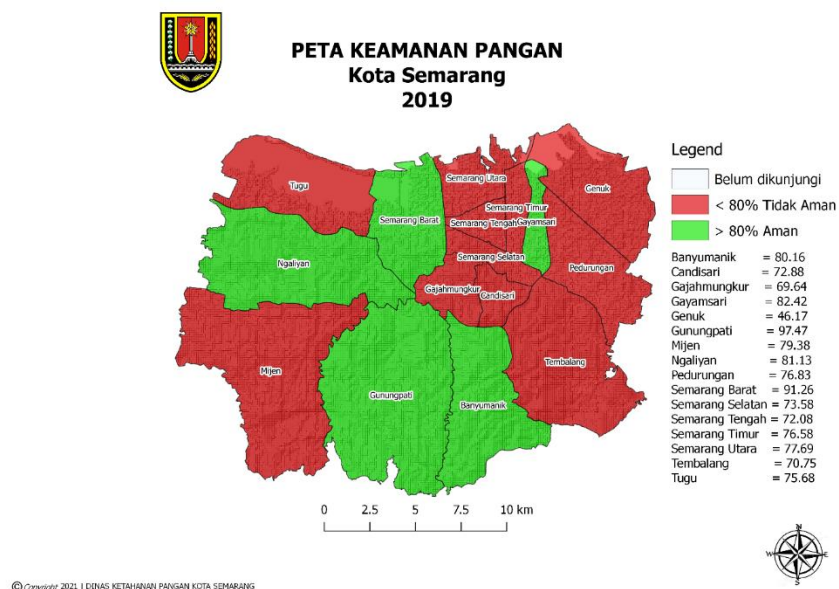 PETA KEAMANAN PANGAN
Kota Semarang
2019
Tugu
Semarang Utara
Genuk
Semarang Barat
Semarang Timur
Semarang Tengah
Gayamsari
Ngaliyan
Semarang Selatan
Pedurungan
Gajahmungkur
Candisari
Mijen
Gunungpati
Banyumanik
Tembalang
Legend
Belum dikunjungi
< 80% Tidak Aman
> 80% Aman
Banyumanik = 80.16
Candisari = 72.88
Gajahmungkur = 69.64
Gayamsari = 82.42
Genuk = 46.17
Gunungpati = 97.47
Mijen = 79.38
Ngaliyan = 81.13
Pedurungan = 76.83
Semarang Barat = 91.26
Semarang Selatan = 73.58
Semarang Tengah = 72.08
Semarang Timur = 76.58
Semarang Utara = 77.69
Tembalang = 70.75
Tugu = 75.68
0 2.5 5 7.5 10 km
N
W E
S
© Copyright 2021 | DINAS KETAHANAN PANGAN KOTA SEMARANG